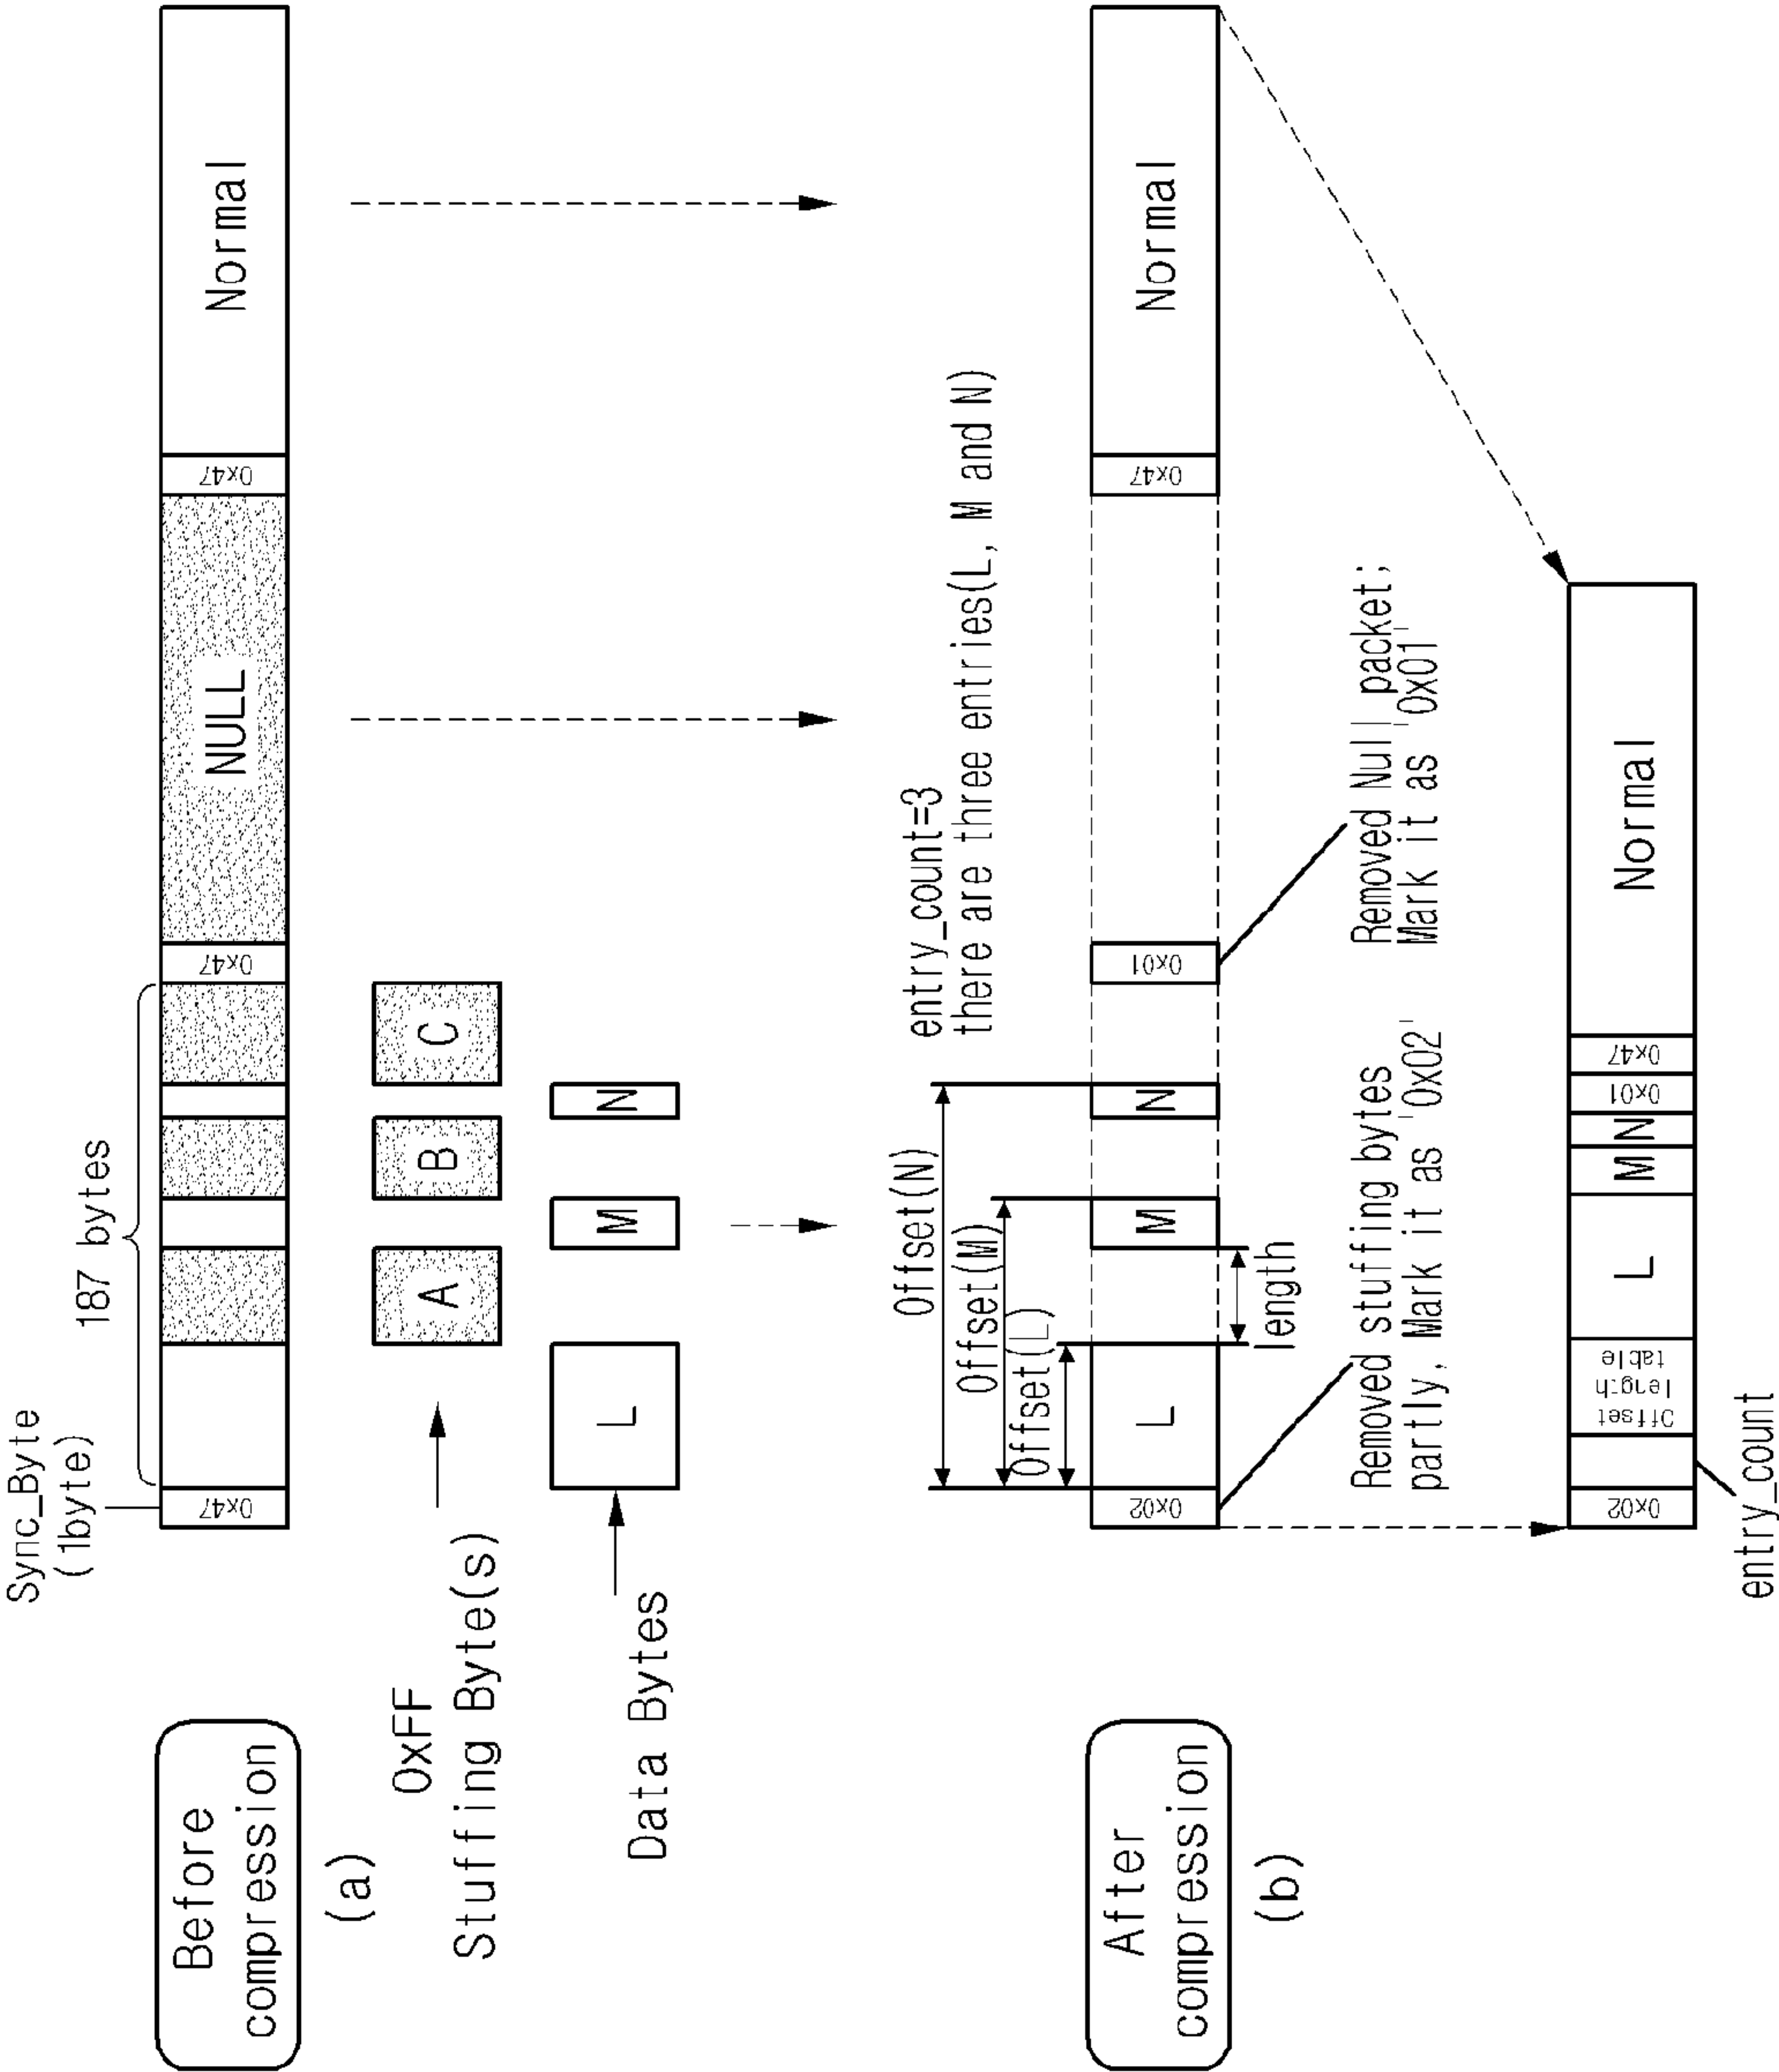 Before
compression
(a)
Sync_Byte
(1byte)
187 bytes
0x47
0x47
NULL
0x47
Normal
0xFF
Stuffing Byte(s)
A
B
C
Data Bytes
L
M
N
After
compression
(b)
entry_count=3
there are three entries(L, M and N)
Offset(N)
Offset(M)
Offset(L)
0x02
L
M
N
0x01
0x47
Normal
length
Removed stuffing bytes
partly, Mark it as "0x02"
Removed Null packet;
Mark it as "0x01"
0x02
Offset
length
table
L
M
N
0x01
0x47
Normal
entry_count